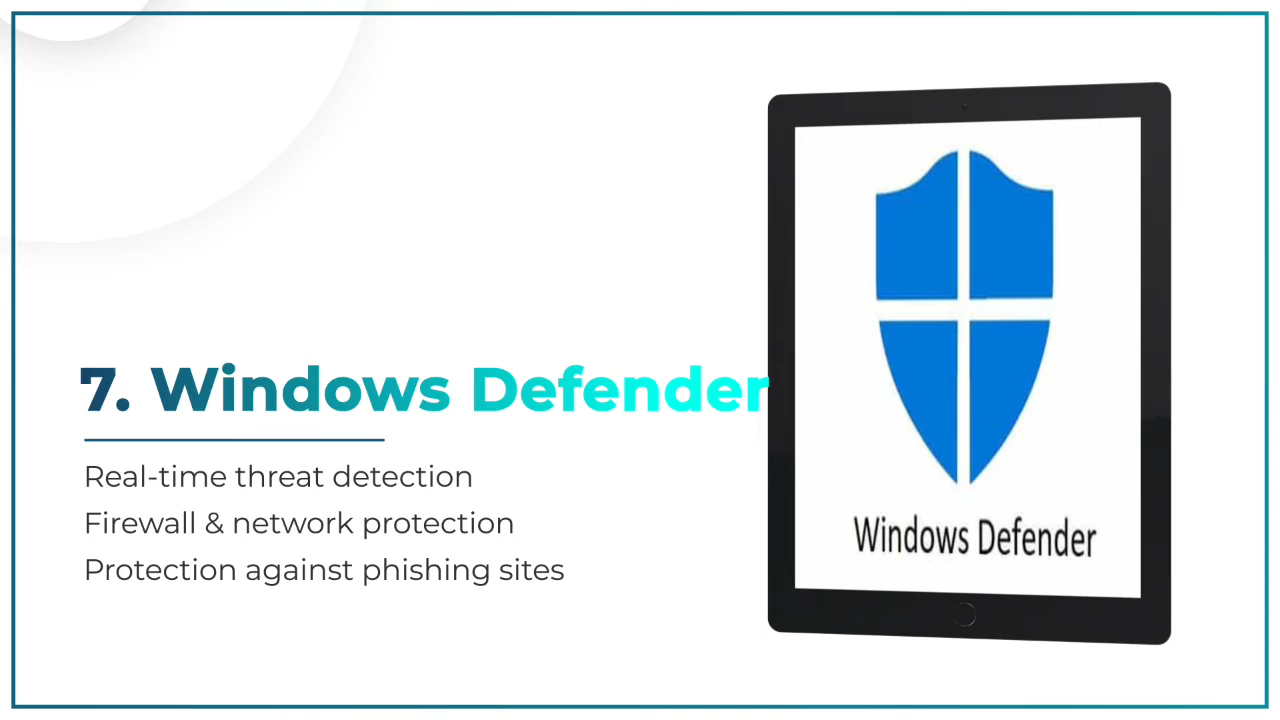 7. Windows Defender
Real-time threat detection
Firewall & network protection
Protection against phishing sites
Windows Defender